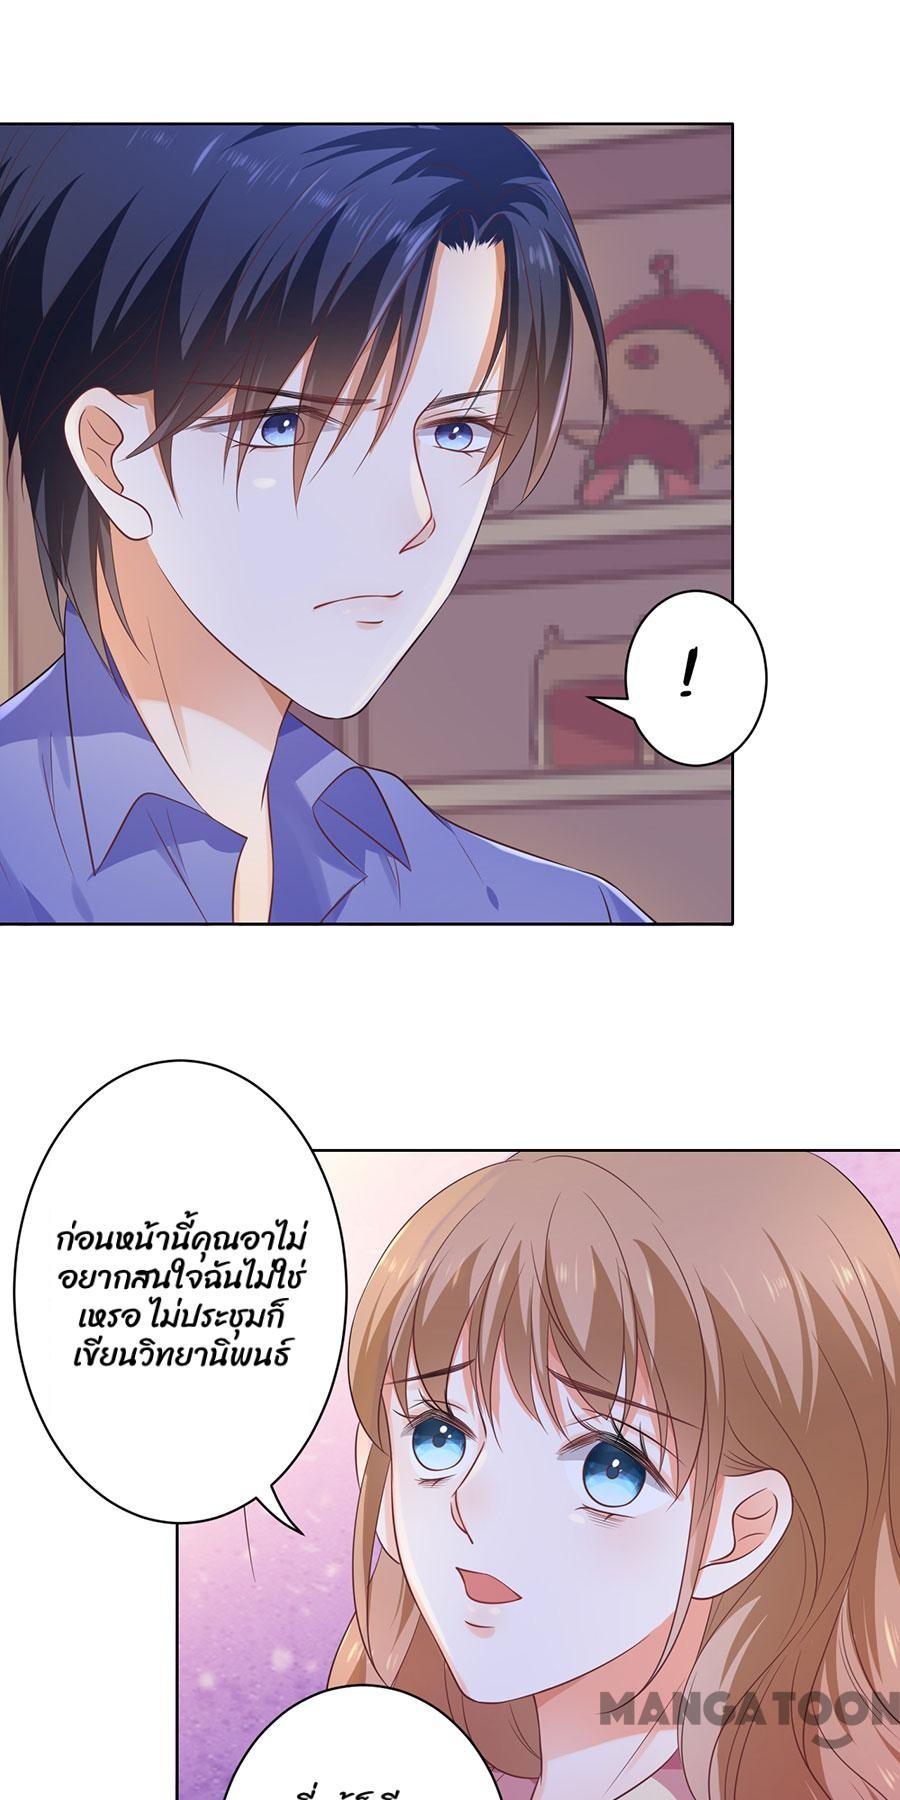 !
ก่อนหน้านี้คุณอาไม่
อยากสนใจฉันไม่ใช่
เหรอ ไม่ประชุมก็
เขียนวิทยานิพนธ์
MANGATOON